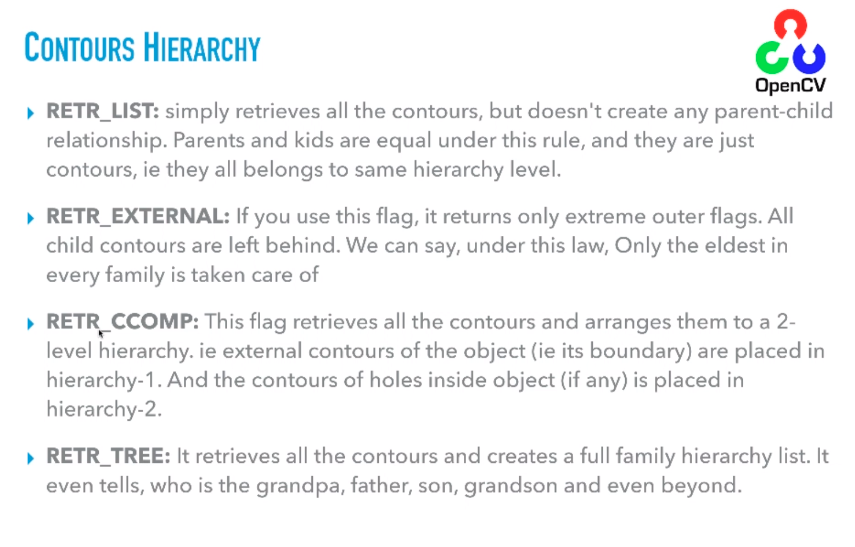 CONTOURS HIERARCHY
OpenCV
RETR_LIST: simply retrieves all the contours, but doesn't create any parent-child
relationship. Parents and kids are equal under this rule, and they are just
contours, ie they all belongs to same hierarchy level.
RETR_EXTERNAL: If you use this flag, it returns only extreme outer flags. All
child contours are left behind. We can say, under this law, Only the eldest in
every family is taken care of
RETR_CCOMP: This flag retrieves all the contours and arranges them to a 2-
level hierarchy. ie external contours of the object (ie its boundary) are placed in
hierarchy-1. And the contours of holes inside object (if any) is placed in
hierarchy-2.
RETR_TREE: It retrieves all the contours and creates a full family hierarchy list. It
even tells, who is the grandpa, father, son, grandson and even beyond.